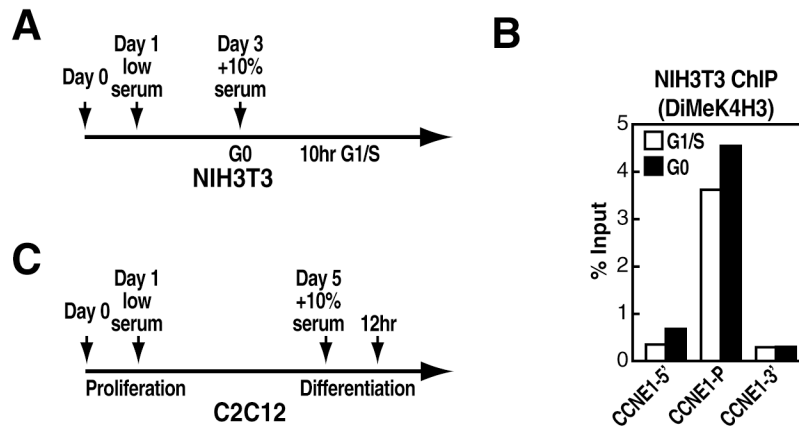 A
Day 0
Day 1
low
serum
Day 3
+10%
serum
G0
10hr G1/S
NIH3T3
B
NIH3T3 ChIP
(DiMeK4H3)
5
4
3
2
1
0
% Input
G1/S
G0
CCNE1-5'
CCNE1-P
CCNE1-3'
C
Day 0
Day 1
low
serum
Day 5
+10%
serum
12hr
Proliferation
Differentiation
C2C12